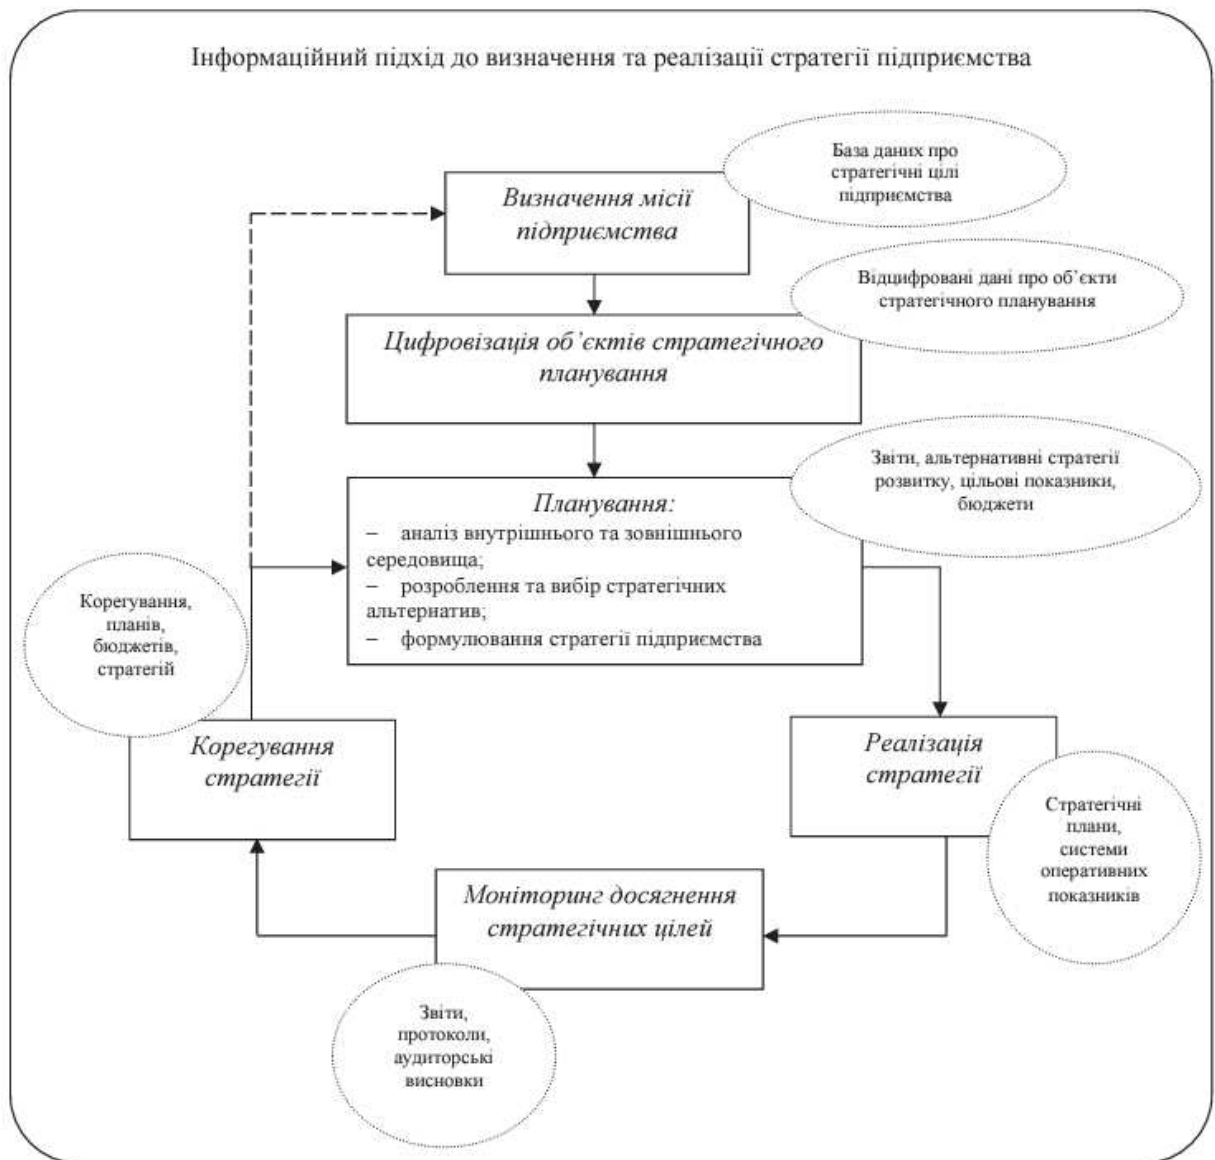 Інформаційний підхід до визначення та реалізації стратегії підприємства
База даних про
стратегічні цілі
підприємства
Визначення місії
підприємства
Відцифровані дані про об’єкти
стратегічного планування
Цифровізація об’єктів стратегічного
планування
Звіти, альтернативні стратегії
розвитку, цільові показники,
бюджети
Планування:
– аналіз внутрішнього та зовнішнього
середовища;
– розроблення та вибір стратегічних
альтернатив;
– формулювання стратегії підприємства
Корегування,
планів,
бюджетів,
стратегій
Корегування
стратегії
Реалізація
стратегії
Стратегічні
плани,
системи
оперативних
показників
Моніторинг досягнення
стратегічних цілей
Звіти,
протоколи,
аудиторські
висновки